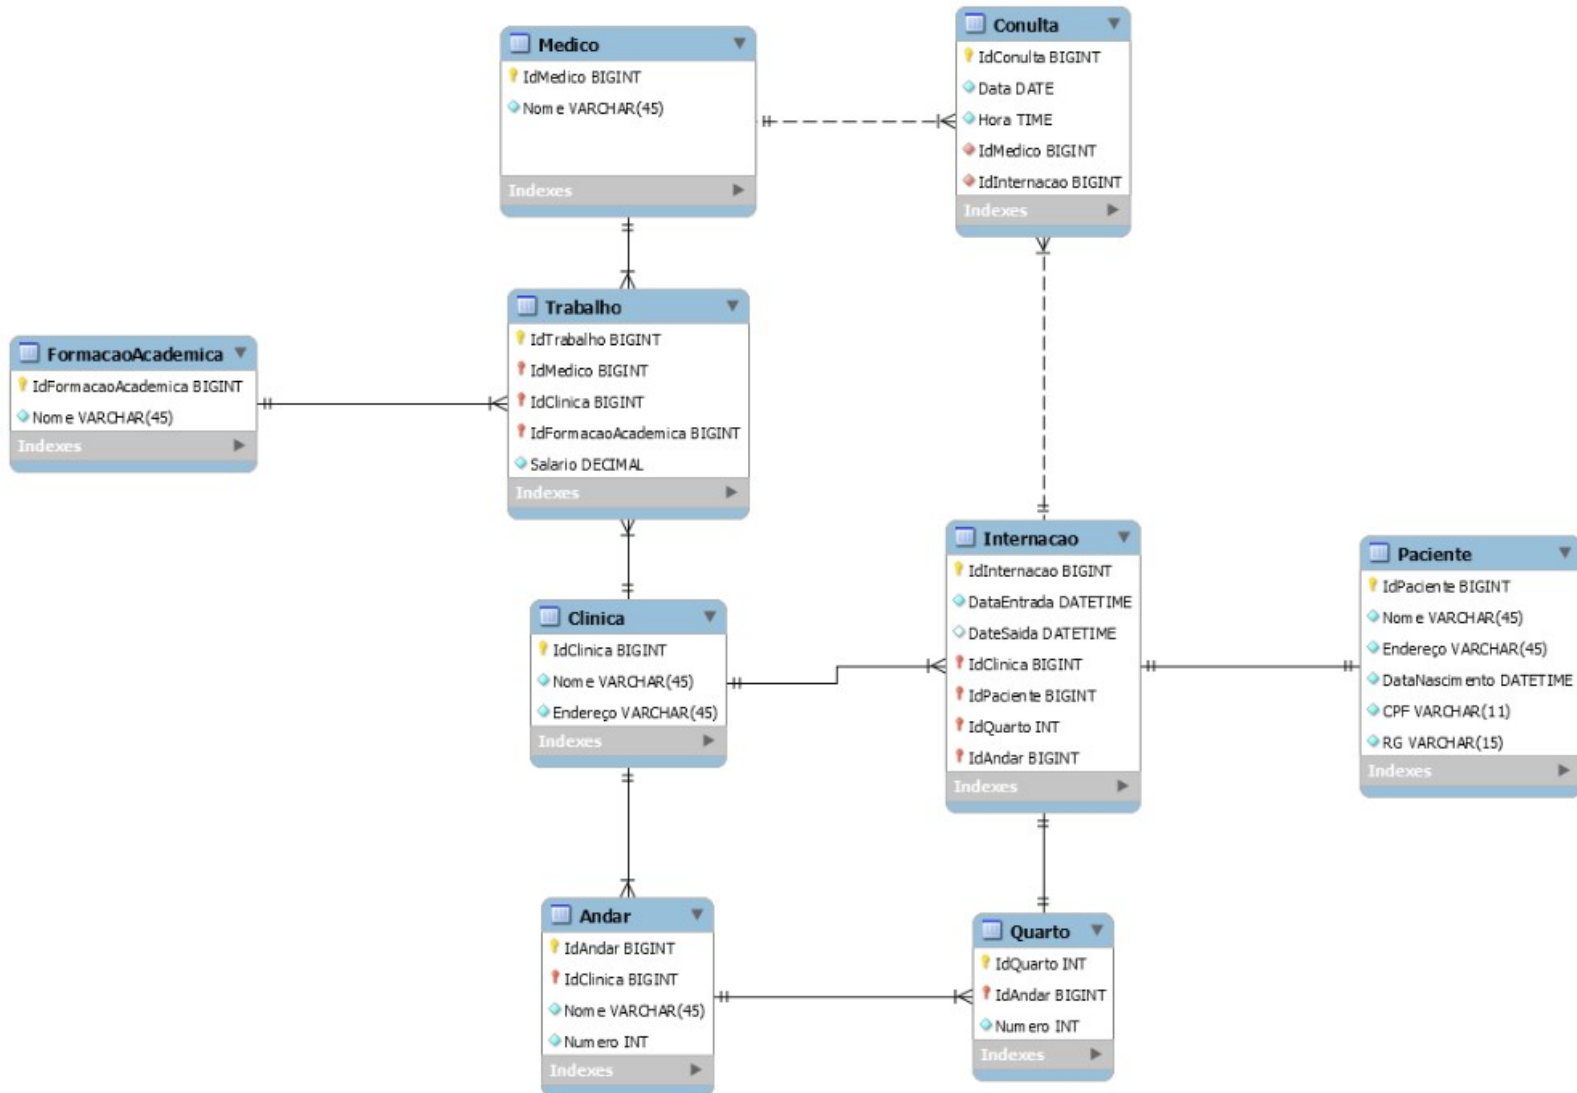 Medico
IdMedico BIGINT
Nome VARCHAR(45)
Indexes
Conulta
IdConulta BIGINT
Data DATE
Hora TIME
IdMedico BIGINT
IdInternacao BIGINT
Indexes
FormacaoAcademica
IdFormacaoAcademica BIGINT
Nome VARCHAR(45)
Indexes
Trabalho
IdTrabalho BIGINT
IdMedico BIGINT
IdClinica BIGINT
IdFormacaoAcademica BIGINT
Salario DECIMAL
Indexes
Clinica
IdClinica BIGINT
Nome VARCHAR(45)
Endereço VARCHAR(45)
Indexes
Internacao
IdInternacao BIGINT
DataEntrada DATETIME
DateSaida DATETIME
IdClinica BIGINT
IdPaciente BIGINT
IdQuarto INT
IdAndar BIGINT
Indexes
Paciente
IdPaciente BIGINT
Nome VARCHAR(45)
Endereço VARCHAR(45)
DataNascimento DATETIME
CPF VARCHAR(11)
RG VARCHAR(15)
Indexes
Andar
IdAndar BIGINT
IdClinica BIGINT
Nome VARCHAR(45)
Numero INT
Indexes
Quarto
IdQuarto INT
IdAndar BIGINT
Numero INT
Indexes